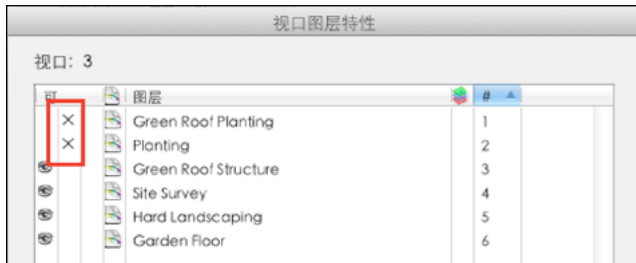 视口图层特性
视口: 3
可 图层 #
Green Roof Planting 1
Planting 2
Green Roof Structure 3
Site Survey 4
Hard Landscaping 5
Garden Floor 6